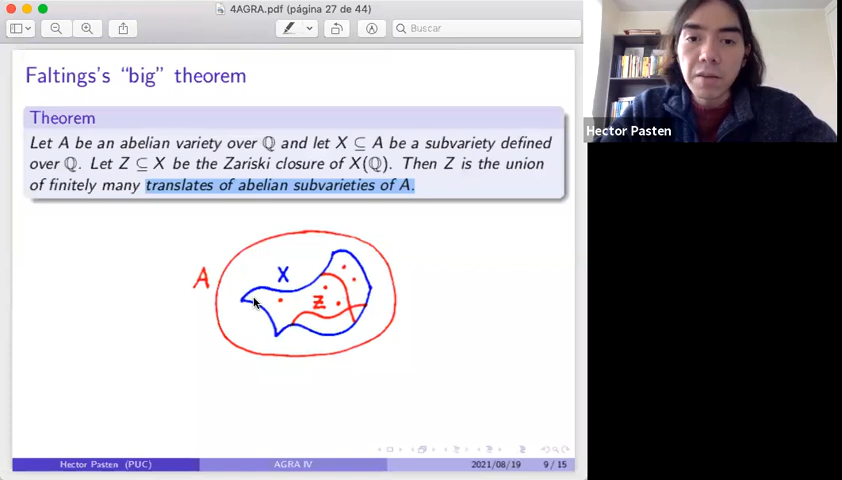 4AGRA.pdf (página 27 de 44)
Buscar
Faltings's “big” theorem
Theorem
Let A be an abelian variety over ℚ and let X ⊆ A be a subvariety defined
over ℚ. Let Z ⊆ X be the Zariski closure of X(ℚ). Then Z is the union
of finitely many translates of abelian subvarieties of A.
A
X
Z
Hector Pasten (PUC)
AGRA IV
2021/08/19
9 / 15
Hector Pasten